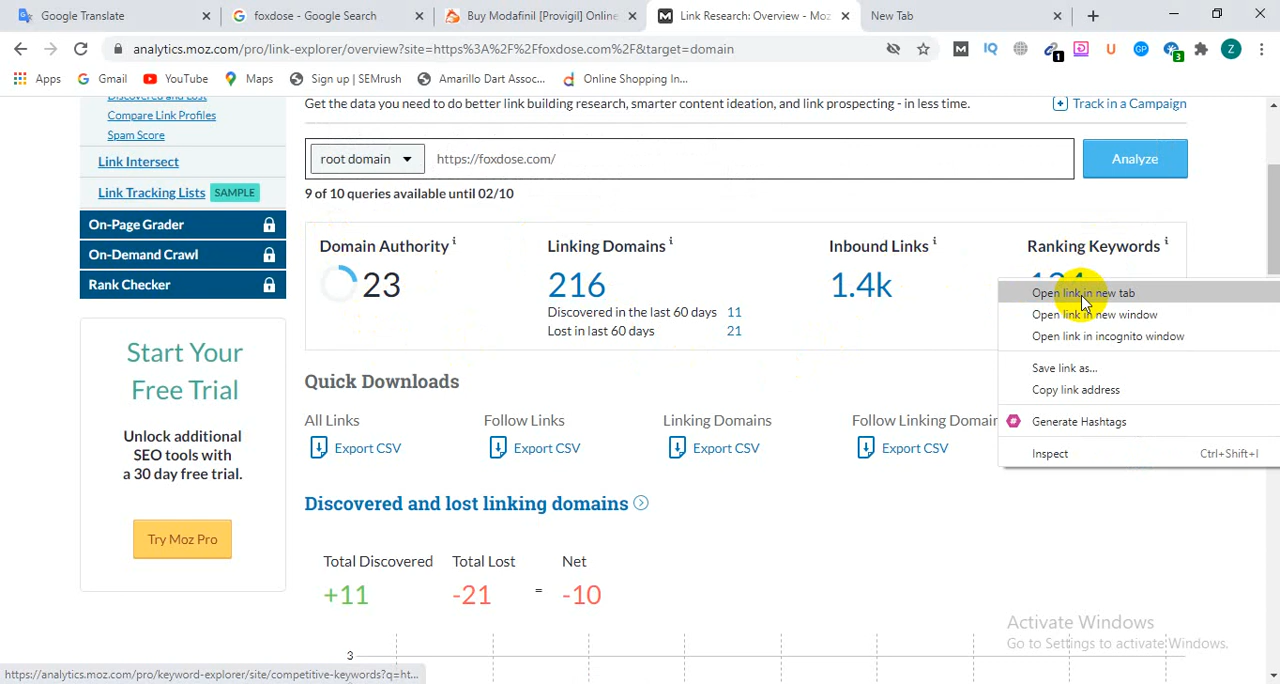 Google Translate
foxdose - Google Search
Buy Modafinil [Provigil] Online
Link Research: Overview - Moz
New Tab
analytics.moz.com/pro/link-explorer/overview?site=https%3A%2F%2Ffoxdose.com%2F&target=domain
M IQ 1 U GP 3 Z
Apps
Gmail
YouTube
Maps
Sign up | SEMrush
Amarillo Dart Assoc...
Online Shopping In...
Discovered and Lost
Compare Link Profiles
Spam Score
Link Intersect
Link Tracking Lists SAMPLE
On-Page Grader
On-Demand Crawl
Rank Checker
Start Your
Free Trial
Unlock additional
SEO tools with
a 30 day free trial.
Try Moz Pro
Get the data you need to do better link building research, smarter content ideation, and link prospecting - in less time.
Track in a Campaign
root domain
https://foxdose.com/
Analyze
9 of 10 queries available until 02/10
Domain Authority i
23
Linking Domains i
216
Discovered in the last 60 days 11
Lost in last 60 days 21
Inbound Links i
1.4k
Ranking Keywords i
Open link in new tab
Open link in new window
Open link in incognito window
Save link as...
Copy link address
Generate Hashtags
Inspect Ctrl+Shift+I
Quick Downloads
All Links
Export CSV
Follow Links
Export CSV
Linking Domains
Export CSV
Follow Linking Domain
Export CSV
Discovered and lost linking domains
Total Discovered Total Lost Net
+11 -21 = -10
3
Activate Windows
Go to Settings to activate Windows.
https://analytics.moz.com/pro/keyword-explorer/site/competitive-keywords?q=ht...